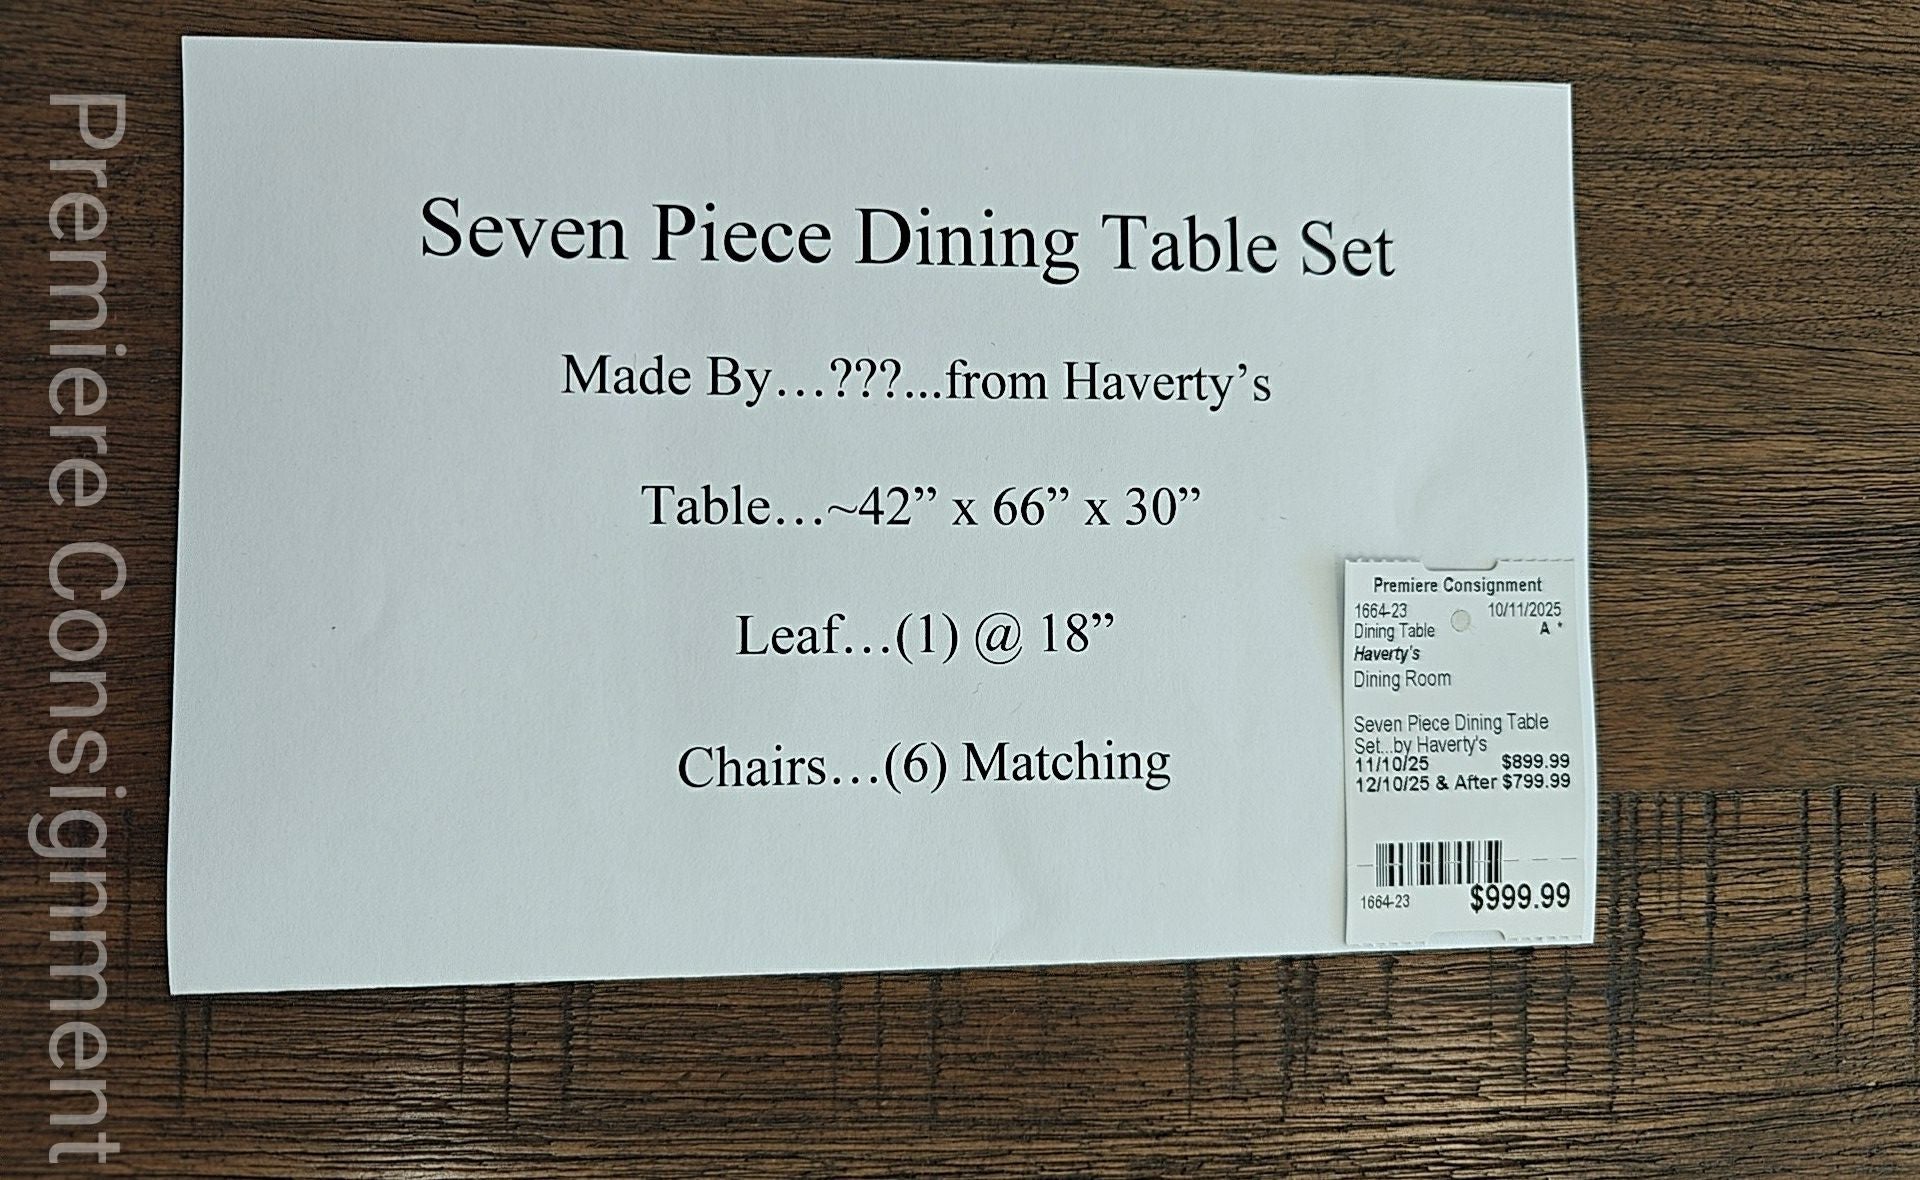 Seven Piece Dining Table Set
Made By…???...from Haverty’s
Table…~42” x 66” x 30”
Leaf…(1) @ 18”
Chairs…(6) Matching
Premiere Consignment
1664-23 10/11/2025
Dining Table A *
Haverty's
Dining Room
Seven Piece Dining Table
Set...by Haverty's
11/10/25 $899.99
12/10/25 & After $799.99
1664-23 $999.99
Premiere Consignment